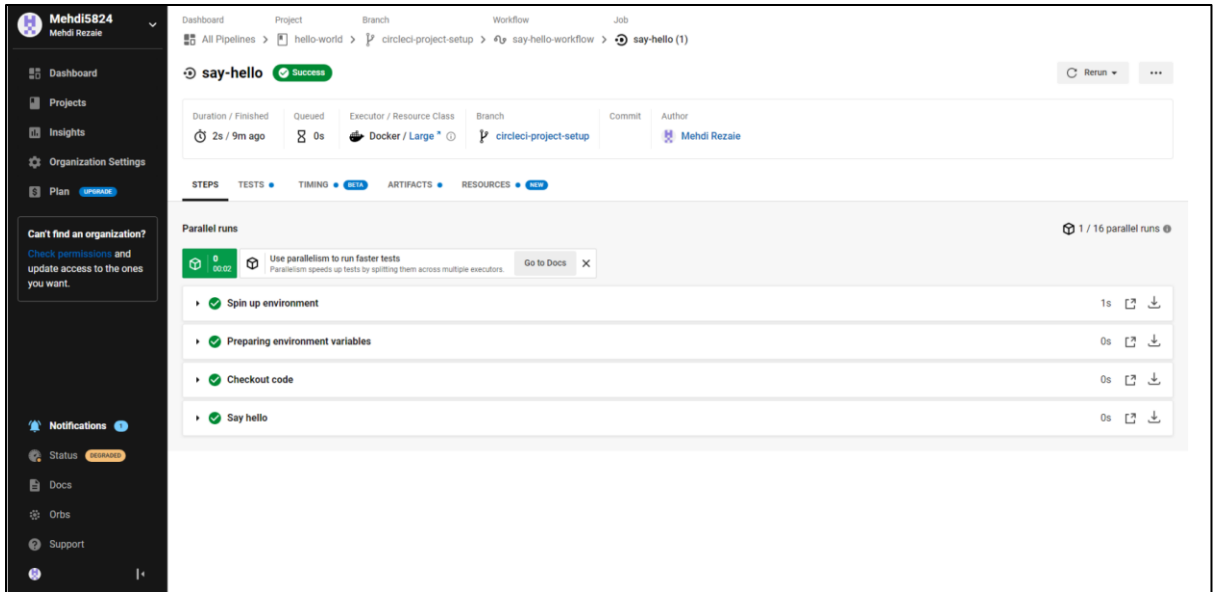 Mehdi5824
Mehdi Rezaie
Dashboard
Projects
Insights
Organization Settings
Plan UPGRADE
Can't find an organization?
Check permissions and
update access to the ones
you want.
Notifications 1
Status DEGRADED
Docs
Orbs
Support
Dashboard Project Branch Workflow Job
All Pipelines > hello-world > circleci-project-setup > say-hello-workflow > say-hello (1)
say-hello Success
Rerun
Duration / Finished Queued Executor / Resource Class Branch Commit Author
2s / 9m ago 0s Docker / Large circleci-project-setup Mehdi Rezaie
STEPS TESTS TIMING BETA ARTIFACTS RESOURCES NEW
Parallel runs
1 / 16 parallel runs
0
00:02
Use parallelism to run faster tests
Parallelism speeds up tests by splitting them across multiple executors.
Go to Docs
Spin up environment 1s
Preparing environment variables 0s
Checkout code 0s
Say hello 0s